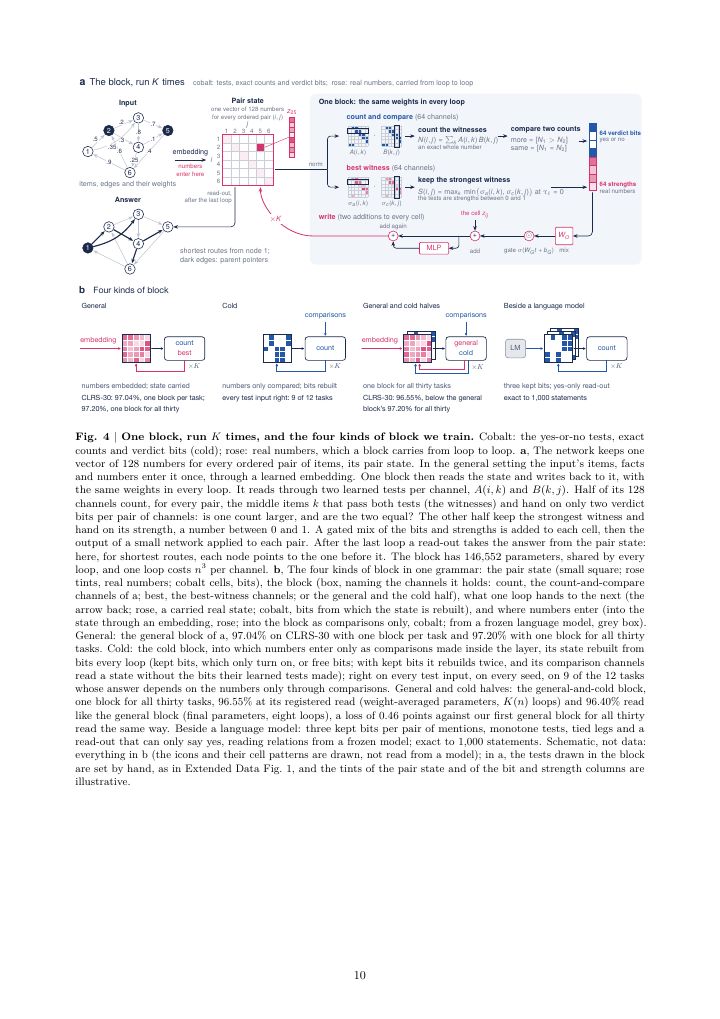 a The block, run K times cobalt: tests, exact counts and verdict bits; rose: real numbers, carried from loop to loop
Input
embedding
numbers
enter here
items, edges and their weights
Pair state
one vector of 128 numbers
for every ordered pair (i, j)
z₂₅
j
1 2 3 4 5 6
i
1
2
3
4
5
6
read-out,
after the last loop
×K
Answer
shortest routes from node 1;
dark edges: parent pointers
One block: the same weights in every loop
norm
count and compare (64 channels)
A(i, k)
B(k, j)
count the witnesses
N(i, j) = ∑ₖ A(i, k) B(k, j)
an exact whole number
compare two counts
more = [N₁ > N₂]
same = [N₁ = N₂]
64 verdict bits
yes or no
best witness (64 channels)
keep the strongest witness
the tests are strengths between 0 and 1
64 strengths
real numbers
write (two additions to every cell)
add again
MLP
the cell zᵢⱼ
add
mix
b Four kinds of block
General
embedding
count
best
×K
numbers embedded; state carried
CLRS-30: 97.04%, one block per task;
97.20%, one block for all thirty
Cold
comparisons
count
×K
numbers only compared; bits rebuilt
every test input right: 9 of 12 tasks
General and cold halves
comparisons
embedding
general
cold
×K
one block for all thirty tasks
CLRS-30: 96.55%, below the general
block's 97.20% for all thirty
Beside a language model
LM
count
×K
three kept bits; yes-only read-out
exact to 1,000 statements
Fig. 4 | One block, run K times, and the four kinds of block we train. Cobalt: the yes-or-no tests, exact
counts and verdict bits (cold); rose: real numbers, which a block carries from loop to loop. a, The network keeps one
vector of 128 numbers for every ordered pair of items, its pair state. In the general setting the input's items, facts
and numbers enter it once, through a learned embedding. One block then reads the state and writes back to it, with
the same weights in every loop. It reads through two learned tests per channel, A(i, k) and B(k, j). Half of its 128
channels count, for every pair, the middle items k that pass both tests (the witnesses) and hand on only two verdict
bits per pair of channels: is one count larger, and are the two equal? The other half keep the strongest witness and
hand on its strength, a number between 0 and 1. A gated mix of the bits and strengths is added to each cell, then the
output of a small network applied to each pair. After the last loop a read-out takes the answer from the pair state:
here, for shortest routes, each node points to the one before it. The block has 146,552 parameters, shared by every
loop, and one loop costs n³ per channel. b, The four kinds of block in one grammar: the pair state (small square; rose
tints, real numbers; cobalt cells, bits), the block (box, naming the channels it holds: count, the count-and-compare
channels of a; best, the best-witness channels; or the general and the cold half), what one loop hands to the next (the
arrow back; rose, a carried real state; cobalt, bits from which the state is rebuilt), and where numbers enter (into the
state through an embedding, rose; into the block as comparisons only, cobalt; from a frozen language model, grey box).
General: the general block of a, 97.04% on CLRS-30 with one block per task and 97.20% with one block for all thirty
tasks. Cold: the cold block, into which numbers enter only as comparisons made inside the layer, its state rebuilt from
bits every loop (kept bits, which only turn on, or free bits; with kept bits it rebuilds twice, and its comparison channels
read a state without the bits their learned tests made); right on every test input, on every seed, on 9 of the 12 tasks
whose answer depends on the numbers only through comparisons. General and cold halves: the general-and-cold block,
one block for all thirty tasks, 96.55% at its registered read (weight-averaged parameters, K(n) loops) and 96.40% read
like the general block (final parameters, eight loops), a loss of 0.46 points against our first general block for all thirty
read the same way. Beside a language model: three kept bits per pair of mentions, monotone tests, tied legs and a
read-out that can only say yes, reading relations from a frozen model; exact to 1,000 statements. Schematic, not data:
everything in b (the icons and their cell patterns are drawn, not read from a model); in a, the tests drawn in the block
are set by hand, as in Extended Data Fig. 1, and the tints of the pair state and of the bit and strength columns are
illustrative.
10